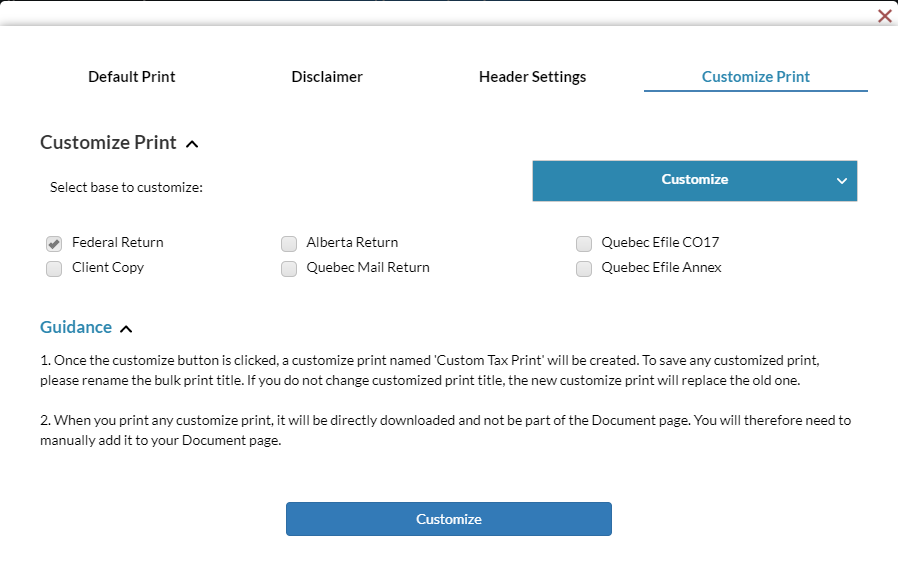 Default Print
Disclaimer
Header Settings
Customize Print
Customize Print
Select base to customize:
Customize
Federal Return
Alberta Return
Quebec Efile CO17
Client Copy
Quebec Mail Return
Quebec Efile Annex
Guidance
1. Once the customize button is clicked, a customize print named 'Custom Tax Print' will be created. To save any customized print,
please rename the bulk print title. If you do not change customized print title, the new customize print will replace the old one.
2. When you print any customize print, it will be directly downloaded and not be part of the Document page. You will therefore need to
manually add it to your Document page.
Customize